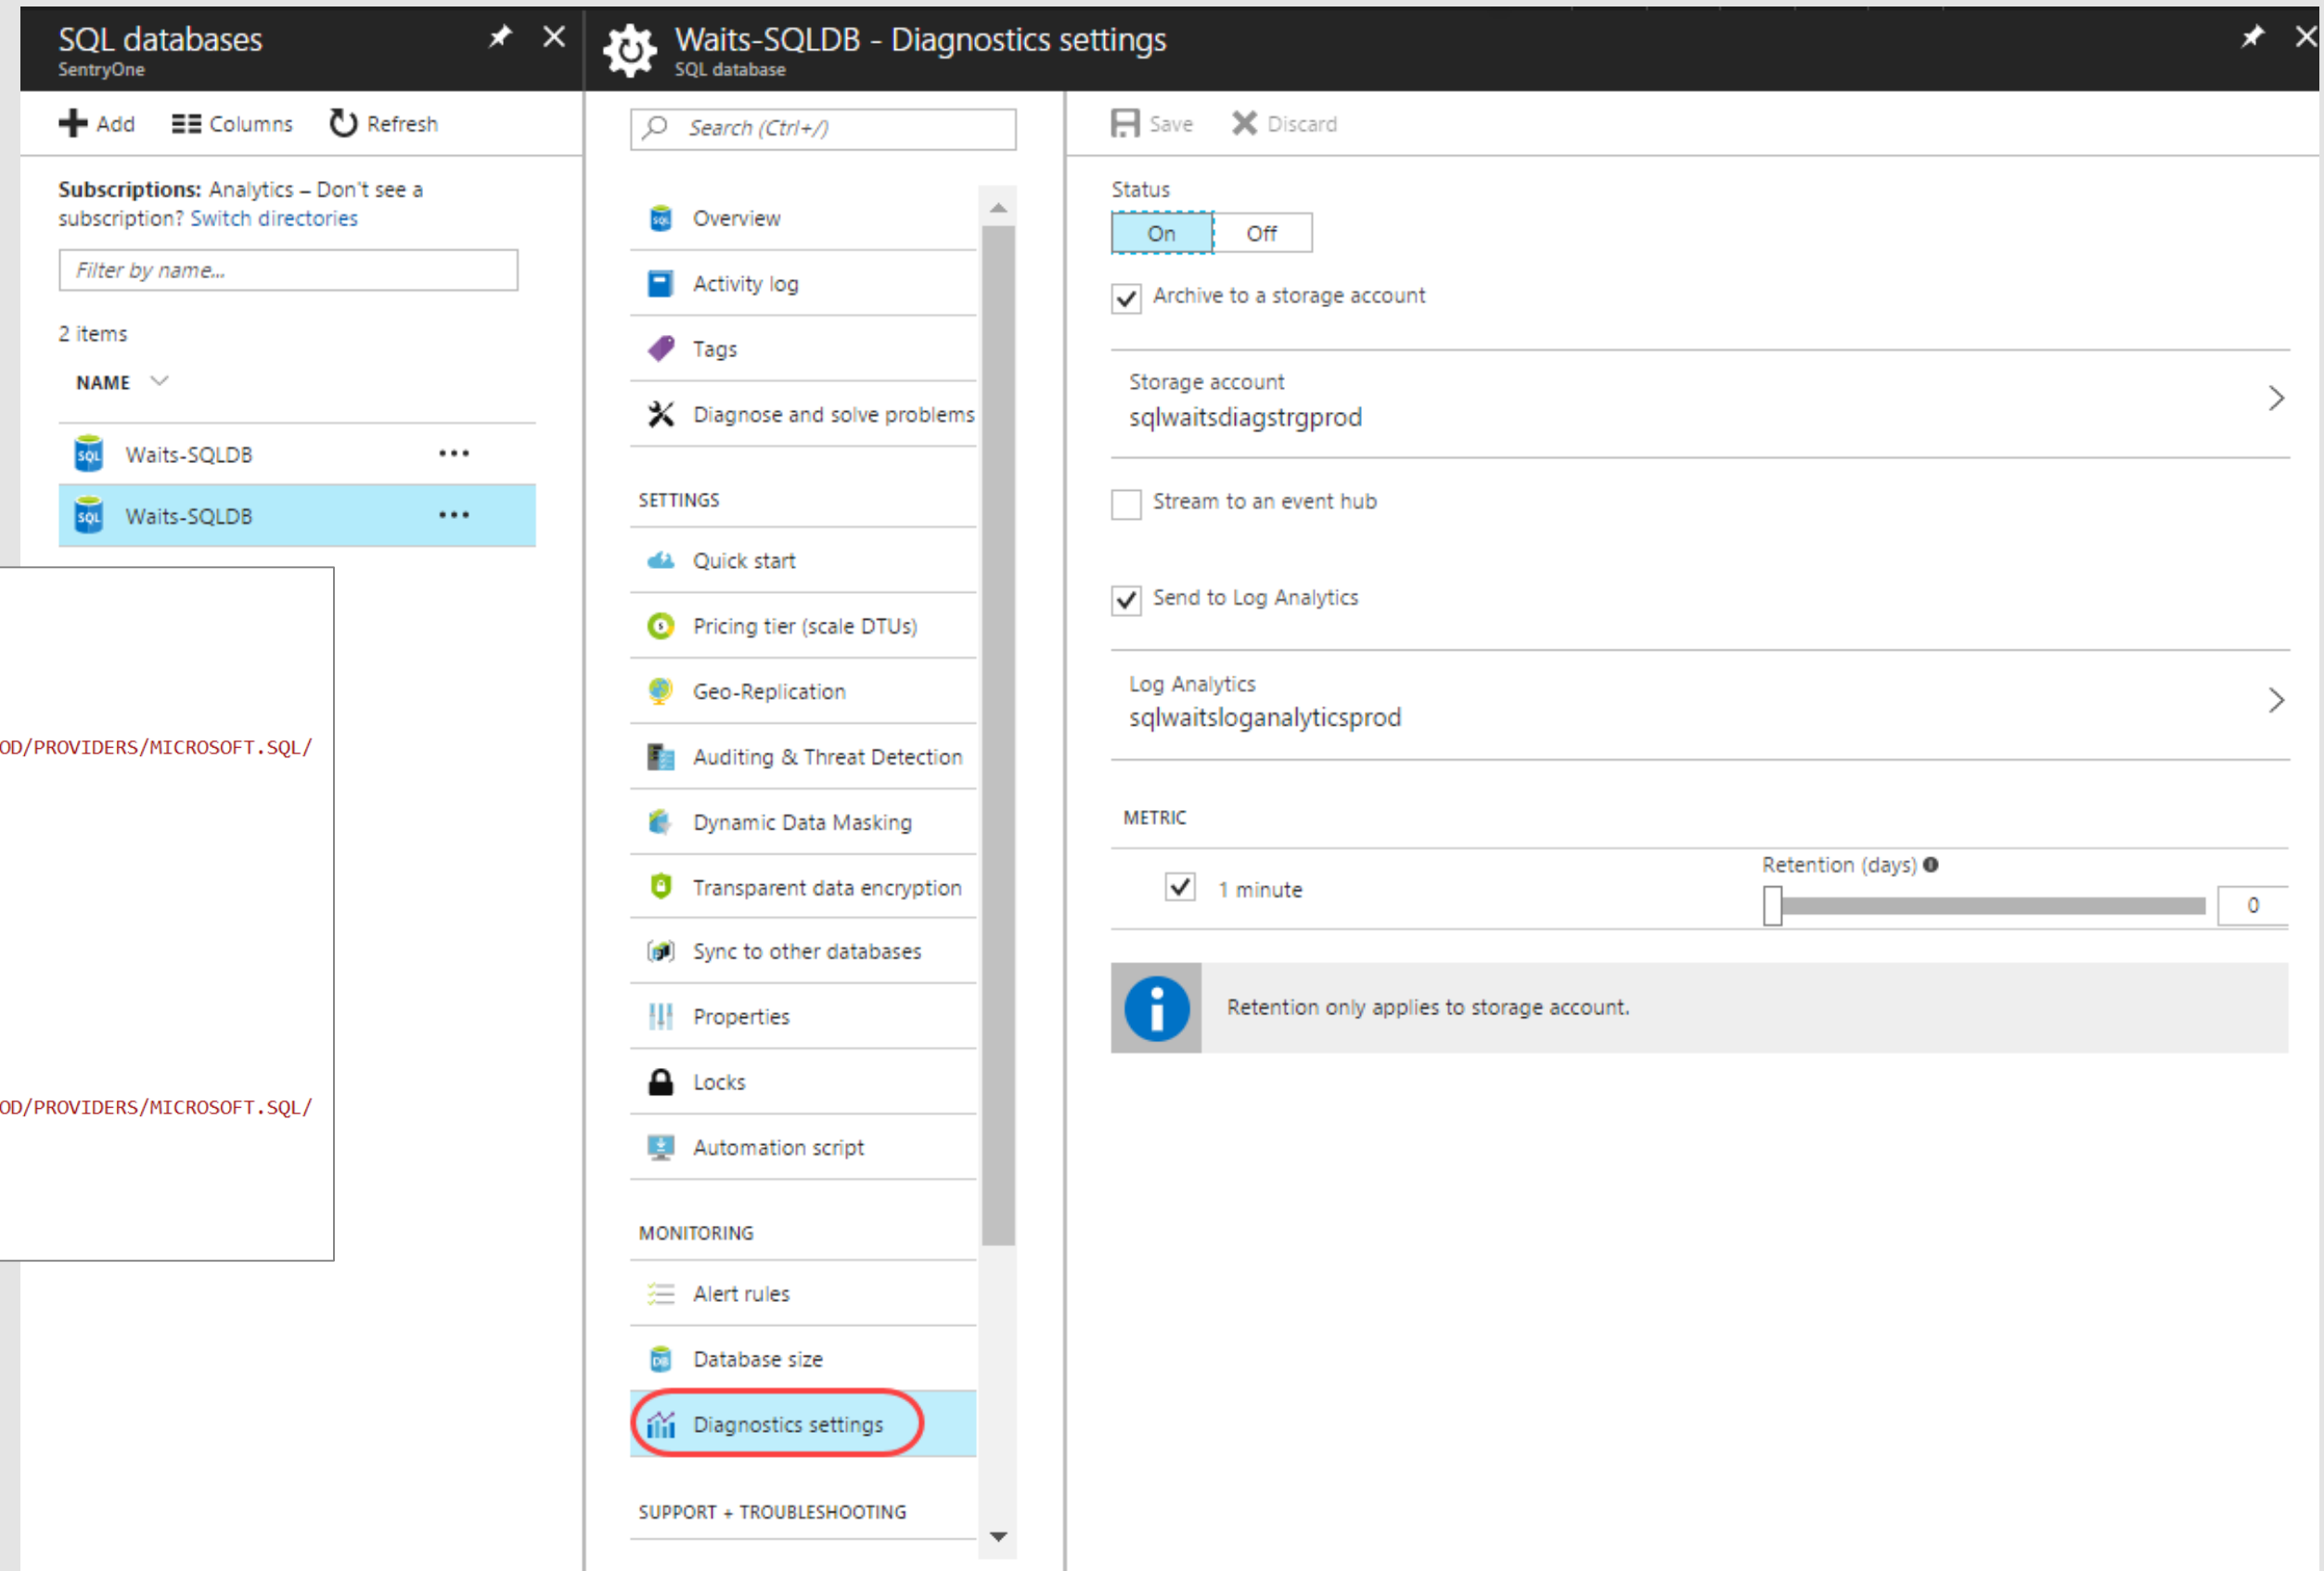 SQL databases
SentryOne
Add
Columns
Refresh
Subscriptions: Analytics – Don't see a
subscription? Switch directories
Filter by name...
2 items
NAME
SQL
Waits-SQLDB
SQL
Waits-SQLDB
OD/PROVIDERS/MICROSOFT.SQL/
OD/PROVIDERS/MICROSOFT.SQL/
Waits-SQLDB - Diagnostics settings
SQL database
Search (Ctrl+/)
SQL
Overview
Activity log
Tags
Diagnose and solve problems
SETTINGS
Quick start
Pricing tier (scale DTUs)
Geo-Replication
Auditing & Threat Detection
Dynamic Data Masking
Transparent data encryption
Sync to other databases
Properties
Locks
Automation script
MONITORING
Alert rules
DB
Database size
Diagnostics settings
SUPPORT + TROUBLESHOOTING
Save
Discard
Status
On
Off
Archive to a storage account
Storage account
sqlwaitsdiagstrgprod
Stream to an event hub
Send to Log Analytics
Log Analytics
sqlwaitsloganalyticsprod
METRIC
1 minute
Retention (days)
0
Retention only applies to storage account.